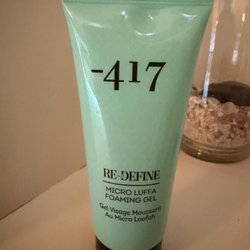 -417
RE-DEFINE
MICRO LUFFA
FOAMING GEL
Gel Visage Moussant
Au Micro Loofah